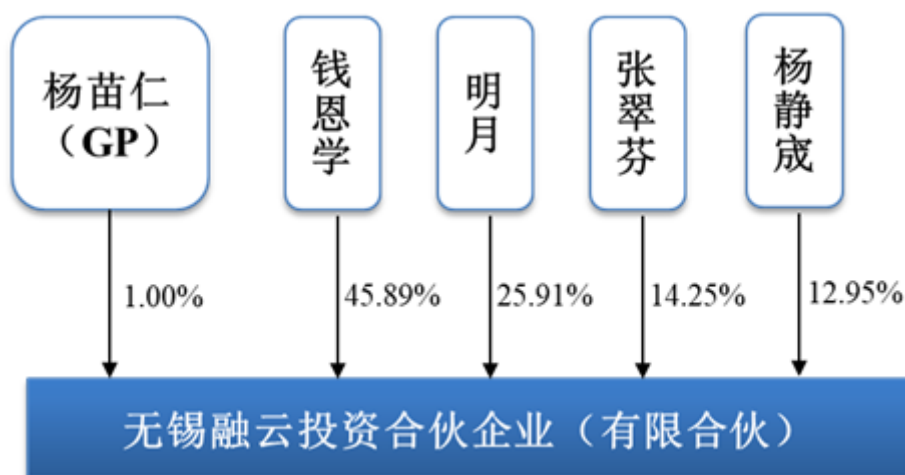 杨苗仁
（GP）
钱恩学
明月
张翠芬
杨静宬
1.00%
45.89%
25.91%
14.25%
12.95%
无锡融云投资合伙企业（有限合伙）